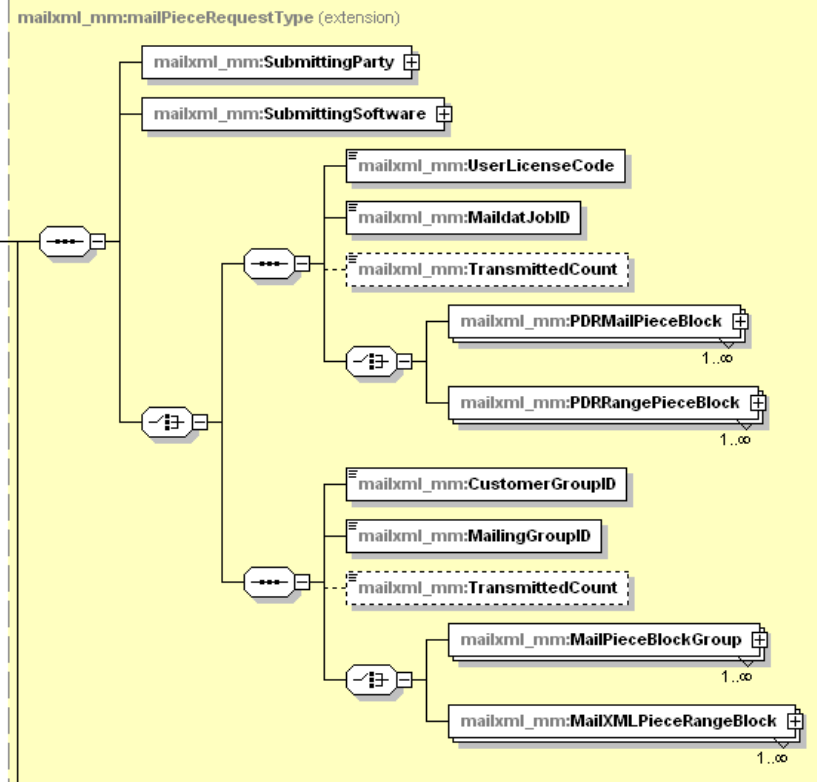 mailxml_mm:mailPieceRequestType (extension)
mailxml_mm:SubmittingParty
mailxml_mm:SubmittingSoftware
mailxml_mm:UserLicenseCode
mailxml_mm:MaildatJobID
mailxml_mm:TransmittedCount
mailxml_mm:PDRMailPieceBlock
1..∞
mailxml_mm:PDRRangePieceBlock
1..∞
mailxml_mm:CustomerGroupID
mailxml_mm:MailingGroupID
mailxml_mm:TransmittedCount
mailxml_mm:MailPieceBlockGroup
1..∞
mailxml_mm:MailXMLPieceRangeBlock
1..∞